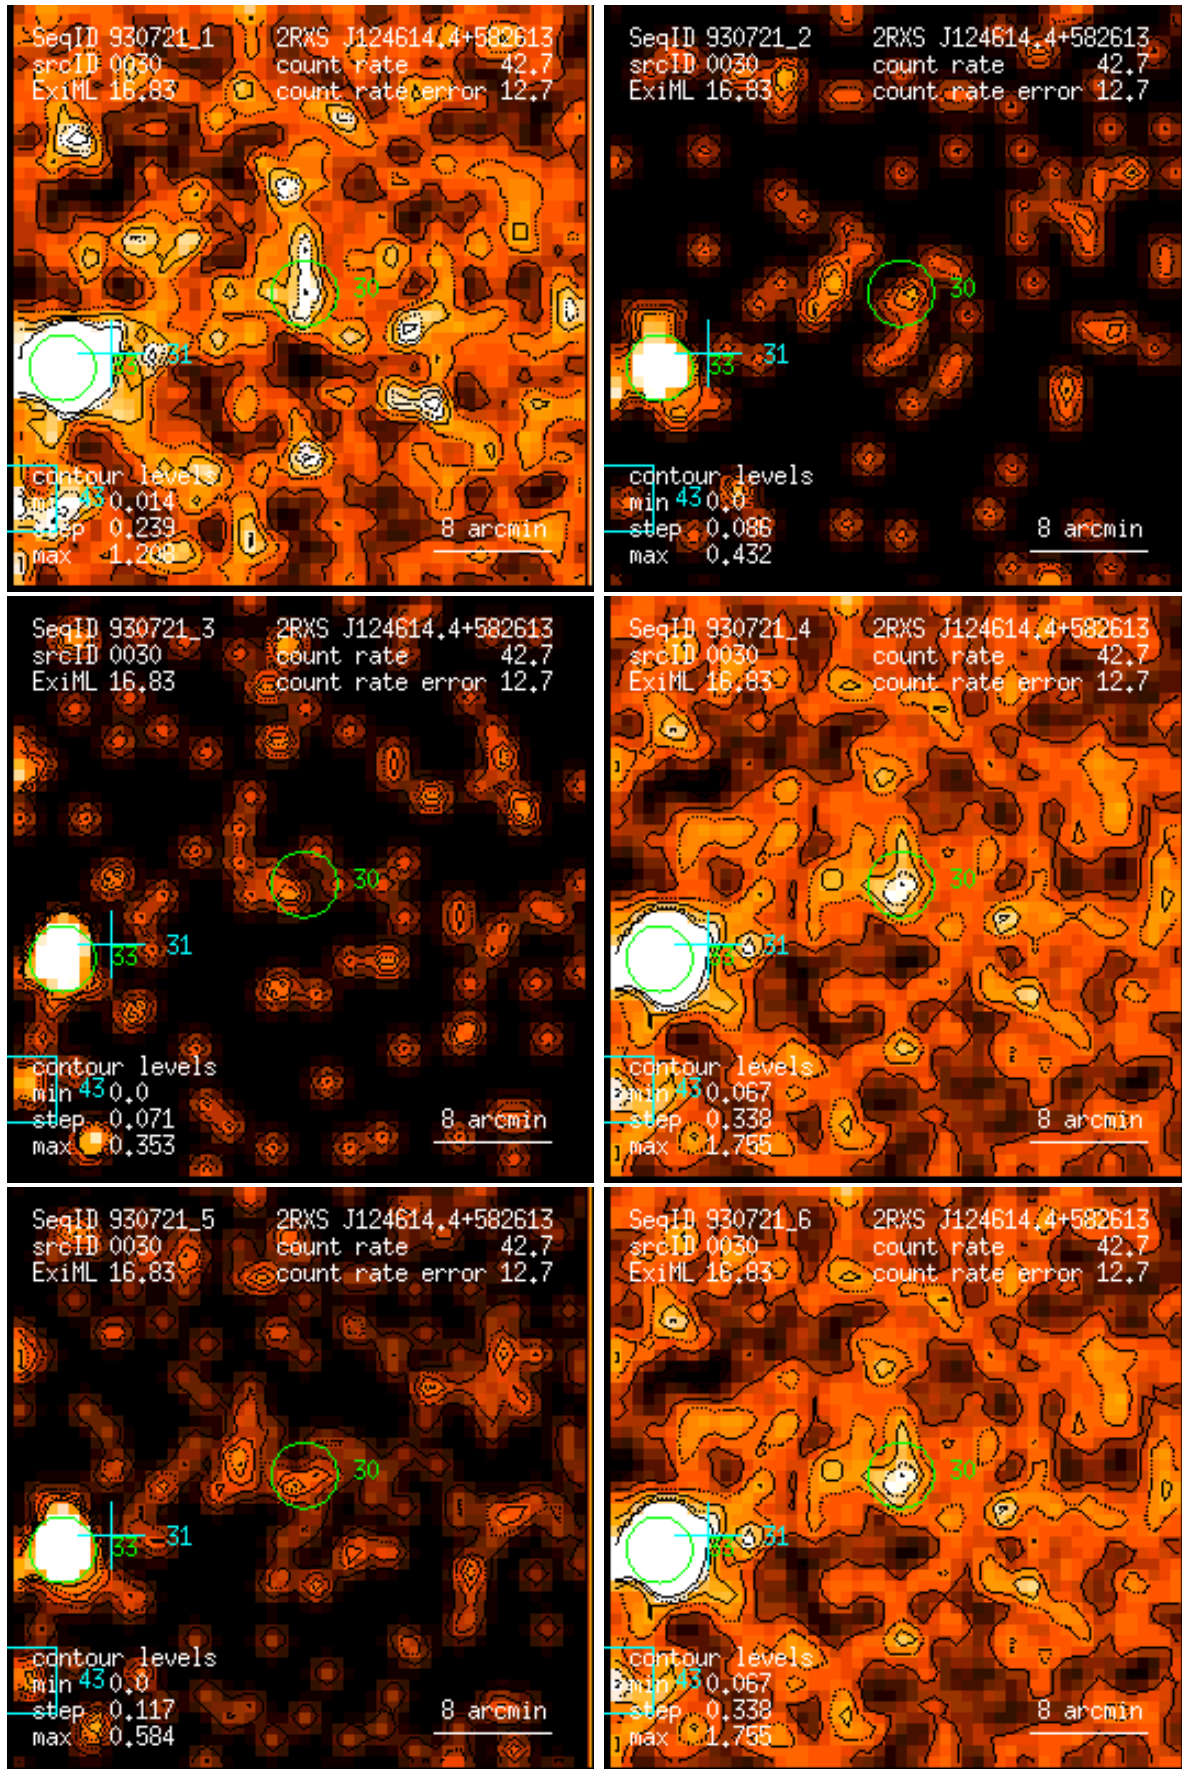 SeqID 930721_1 2RXS J124614.4+582613
srcID 0030 count rate 42.7
ExiML 16.83 count rate error 12.7
30
31
33
contour levels
min 43 0.014
step 0.239 8 arcmin
max 1.208
SeqID 930721_2 2RXS J124614.4+582613
srcID 0030 count rate 42.7
ExiML 16.83 count rate error 12.7
30
31
33
contour levels
min 43 0.0
step 0.086 8 arcmin
max 0.432
SeqID 930721_3 2RXS J124614.4+582613
srcID 0030 count rate 42.7
ExiML 16.83 count rate error 12.7
30
31
33
contour levels
min 43 0.0
step 0.071 8 arcmin
max 0.353
SeqID 930721_4 2RXS J124614.4+582613
srcID 0030 count rate 42.7
ExiML 16.83 count rate error 12.7
30
31
33
contour levels
min 43 0.067
step 0.338 8 arcmin
max 1.755
SeqID 930721_5 2RXS J124614.4+582613
srcID 0030 count rate 42.7
ExiML 16.83 count rate error 12.7
30
31
33
contour levels
min 43 0.0
step 0.117 8 arcmin
max 0.584
SeqID 930721_6 2RXS J124614.4+582613
srcID 0030 count rate 42.7
ExiML 16.83 count rate error 12.7
30
31
33
contour levels
min 43 0.067
step 0.338 8 arcmin
max 1.755